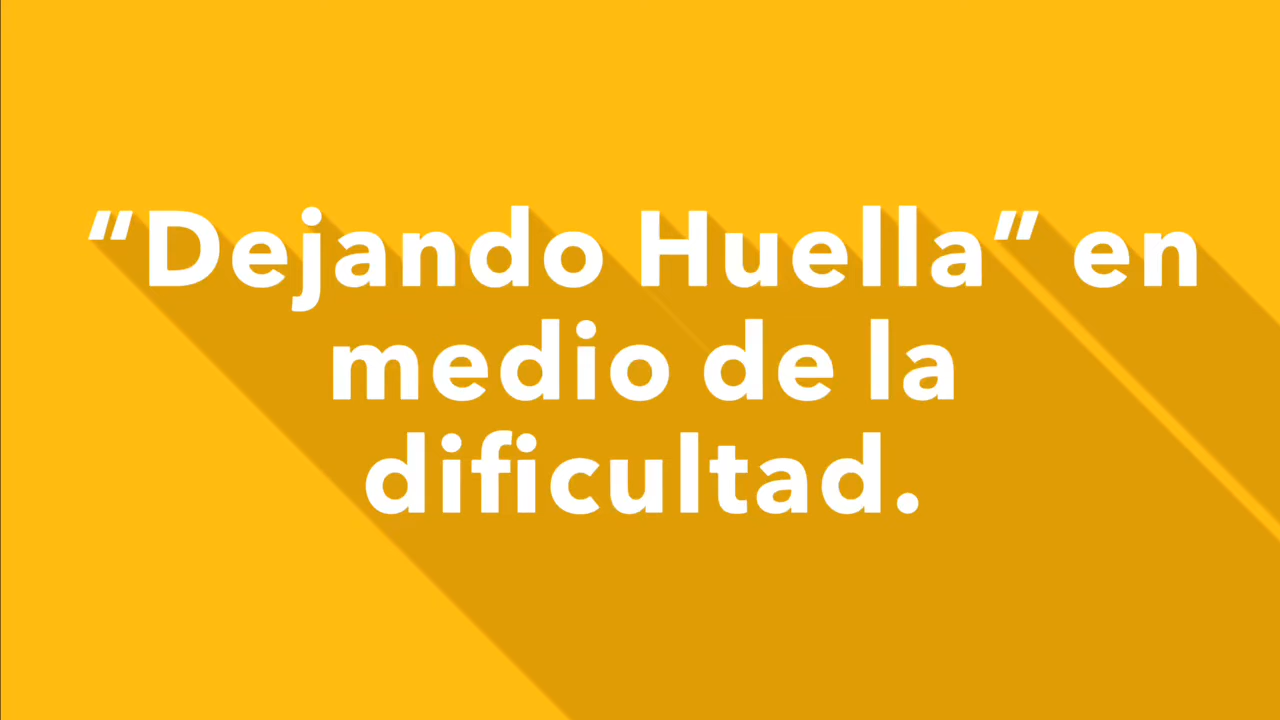 “Dejando Huella” en
medio de la
dificultad.